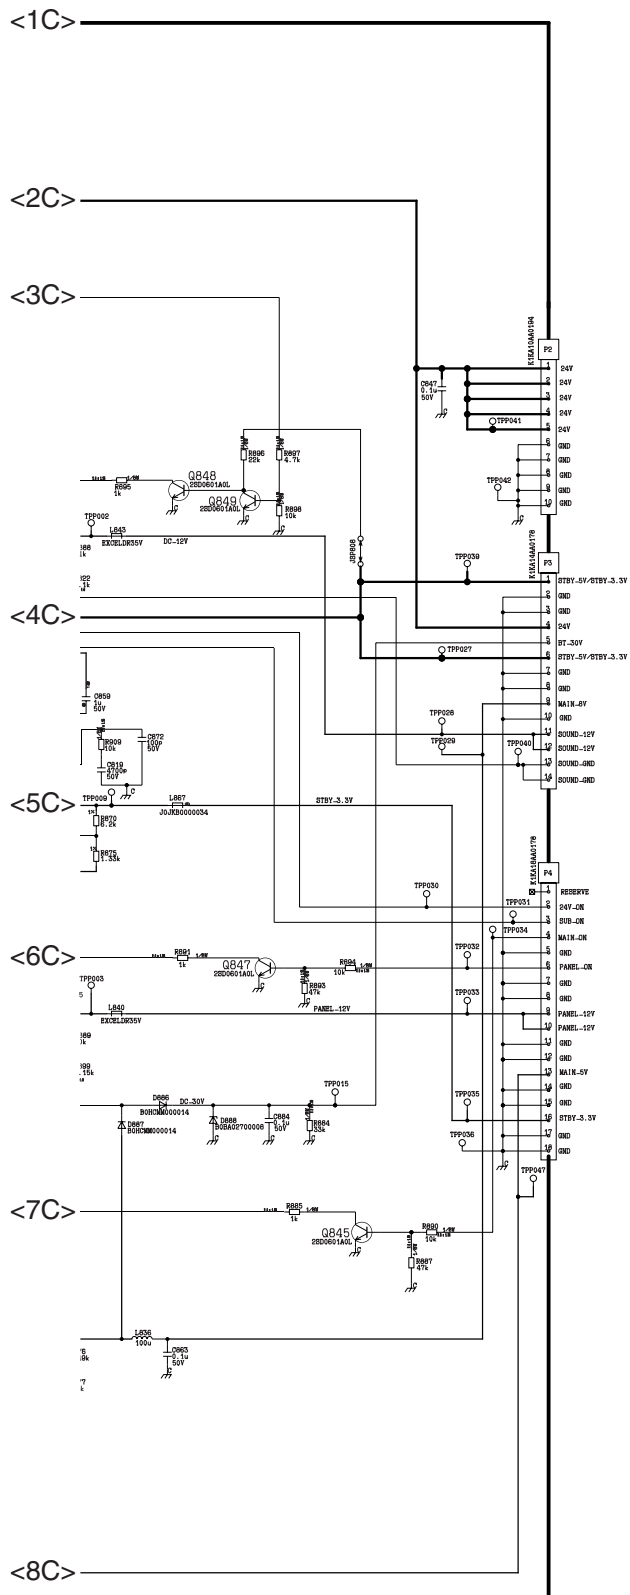 <1C>
<2C>
<3C>
K1KA10AA0194
P2
1 24V
2 24V
3 24V
4 24V
5 24V
6 GND
7 GND
8 GND
9 GND
10 GND
C847
0.1u
50V
TPP041
TPP042
R896
22k
R897
4.7k
Q848
2SD0601A0L
R895
1k
Q849
2SD0601A0L
R898
10k
TPP002
L843
EXCELDR35V
DC-12V
JSP808
TPP039
K1KA14AA0178
P3
1 STBY-5V/STBY-3.3V
2 GND
3 GND
4 24V
5 BT-30V
6 STBY-5V/STBY-3.3V
7 GND
8 GND
9 MAIN-6V
10 GND
11 SOUND-12V
12 SOUND-12V
13 SOUND-GND
14 SOUND-GND
<4C>
TPP027
C859
1u
50V
TPP028
TPP029
TPP040
R909
10k
C872
100p
50V
C819
4700p
50V
TPP009
<5C>
L867
J0JKB0000034
STBY-3.3V
R870
6.2k
R875
1.33k
K1KA18AA0178
P4
1 RESERVE
2 24V-ON
3 SUB-ON
4 MAIN-ON
5 GND
6 PANEL-ON
7 GND
8 GND
9 PANEL-12V
10 PANEL-12V
11 GND
12 GND
13 MAIN-5V
14 GND
15 GND
16 STBY-3.3V
17 GND
18 GND
TPP030
TPP031
TPP034
<6C>
R891
1k
Q847
2SD0601A0L
R894
10k
R893
47k
TPP032
TPP033
TPP003
L840
EXCELDR35V
PANEL-12V
D886
B0HCMM000014
DC-30V
D887
B0HCMM000014
D888
B0BA02700008
C884
0.1u
50V
R884
33k
TPP015
TPP035
TPP036
TPP047
<7C>
R885
1k
Q845
2SD0601A0L
R890
10k
R887
47k
L836
100u
C863
0.1u
50V
<8C>